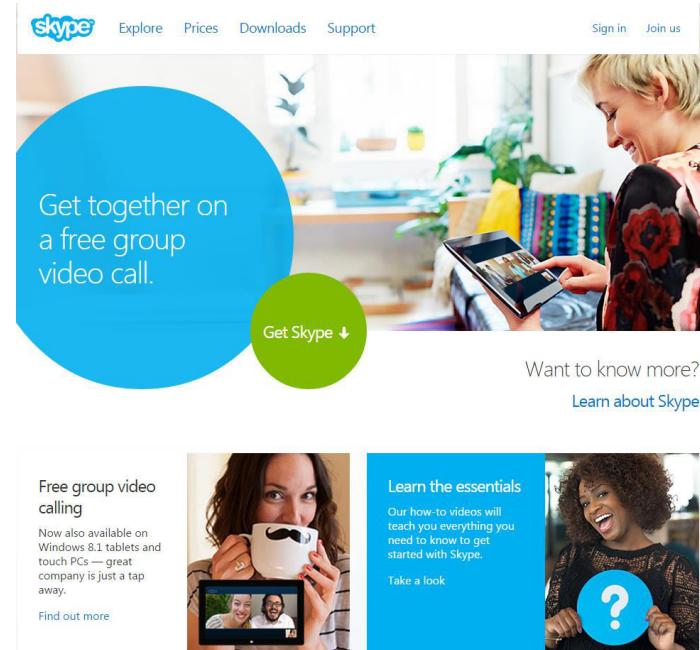 skype
Explore Prices Downloads Support
Sign in Join us
Get together on
a free group
video call.
Get Skype
Want to know more?
Learn about Skype
Free group video
calling
Now also available on
Windows 8.1 tablets and
touch PCs — great
company is just a tap
away.
Find out more
Learn the essentials
Our how-to videos will
teach you everything you
need to know to get
started with Skype.
Take a look
?